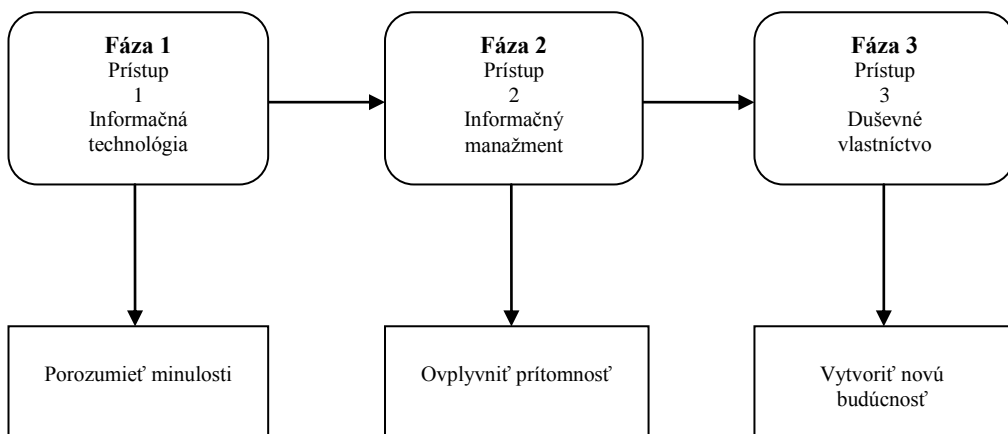 Fáza 1
Prístup
1
Informačná
technológia
Fáza 2
Prístup
2
Informačný
manažment
Fáza 3
Prístup
3
Duševné
vlastníctvo
Porozumieť minulosti
Ovplyvniť prítomnosť
Vytvoriť novú
budúcnosť